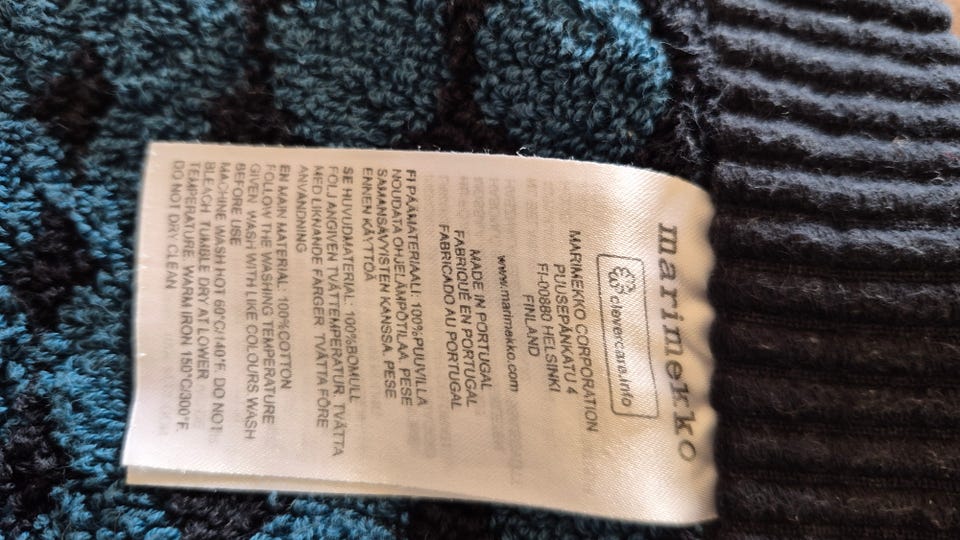 marimekko
clevercare.info
MARIMEKKO CORPORATION
PUUSEPÄNKATU 4
FI-00880 HELSINKI
FINLAND
www.marimekko.com
MADE IN PORTUGAL
FABRIQUÉ EN PORTUGAL
FABRICADO AU PORTUGAL
FI PÄÄMATERIAALI: 100%PUUVILLA
NOUDATA OHJELÄMPÖTILAA. PESE
SAMANSÄVYISTEN KANSSA. PESE
ENNEN KÄYTTÖÄ
SE HUVUDMATERIAL: 100%BOMULL
FÖLJ ANGIVEN TVÄTTEMPERATUR. TVÄTTA
MED LIKNANDE FÄRGER. TVÄTTA FÖRE
ANVÄNDNING
EN MAIN MATERIAL: 100%COTTON
FOLLOW THE WASHING TEMPERATURE
GIVEN. WASH WITH LIKE COLOURS. WASH
BEFORE USE
MACHINE WASH HOT 60°C/140°F. DO NOT
BLEACH. TUMBLE DRY AT LOWER
TEMPERATURE. WARM IRON 150°C/300°F.
DO NOT DRY CLEAN